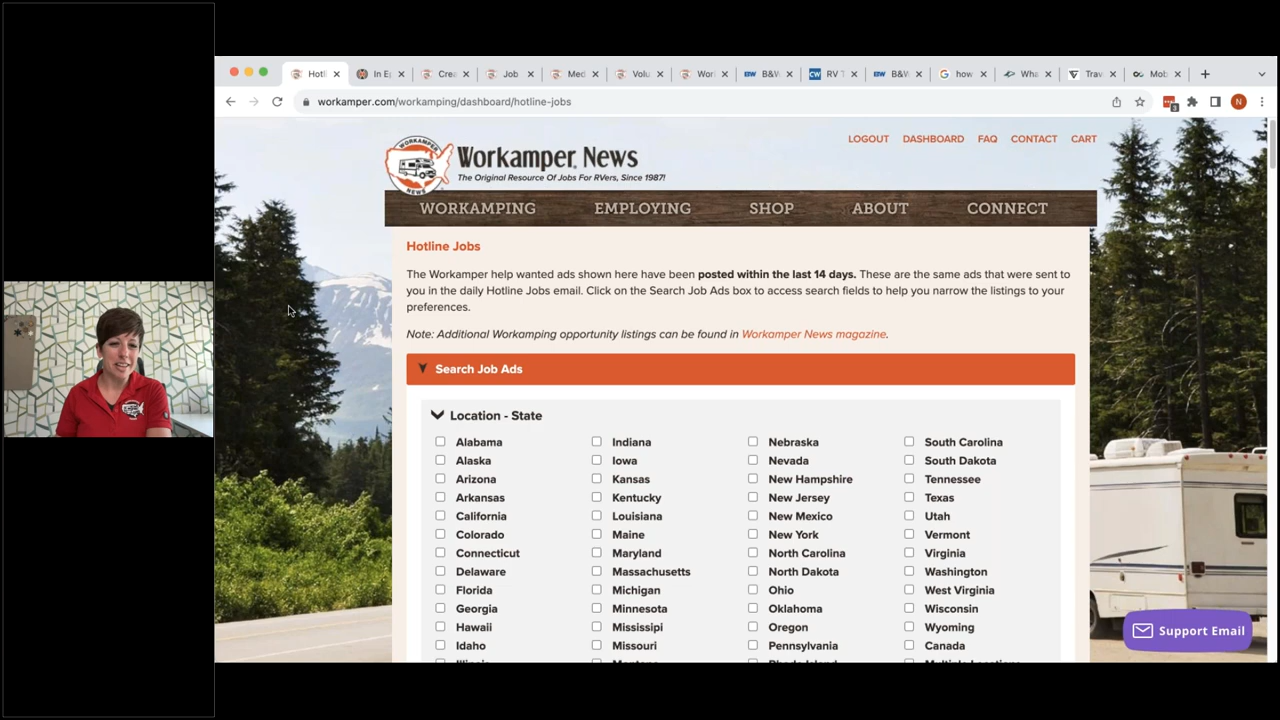 Hotl
In Ep
Crea
Job
Med
Volu
Worl
B&W
RV T
B&W
how
Wha
Trav
Mob
workamper.com/workamping/dashboard/hotline-jobs
3
N
LOGOUT DASHBOARD FAQ CONTACT CART
WORKAMPER
NEWS
Workamper News
The Original Resource Of Jobs For RVers, Since 1987!
WORKAMPING EMPLOYING SHOP ABOUT CONNECT
Hotline Jobs
The Workamper help wanted ads shown here have been posted within the last 14 days. These are the same ads that were sent to
you in the daily Hotline Jobs email. Click on the Search Job Ads box to access search fields to help you narrow the listings to your
preferences.
Note: Additional Workamping opportunity listings can be found in Workamper News magazine.
Search Job Ads
Location - State
Alabama Indiana Nebraska South Carolina
Alaska Iowa Nevada South Dakota
Arizona Kansas New Hampshire Tennessee
Arkansas Kentucky New Jersey Texas
California Louisiana New Mexico Utah
Colorado Maine New York Vermont
Connecticut Maryland North Carolina Virginia
Delaware Massachusetts North Dakota Washington
Florida Michigan Ohio West Virginia
Georgia Minnesota Oklahoma Wisconsin
Hawaii Mississipi Oregon Wyoming
Idaho Missouri Pennsylvania Canada
Support Email